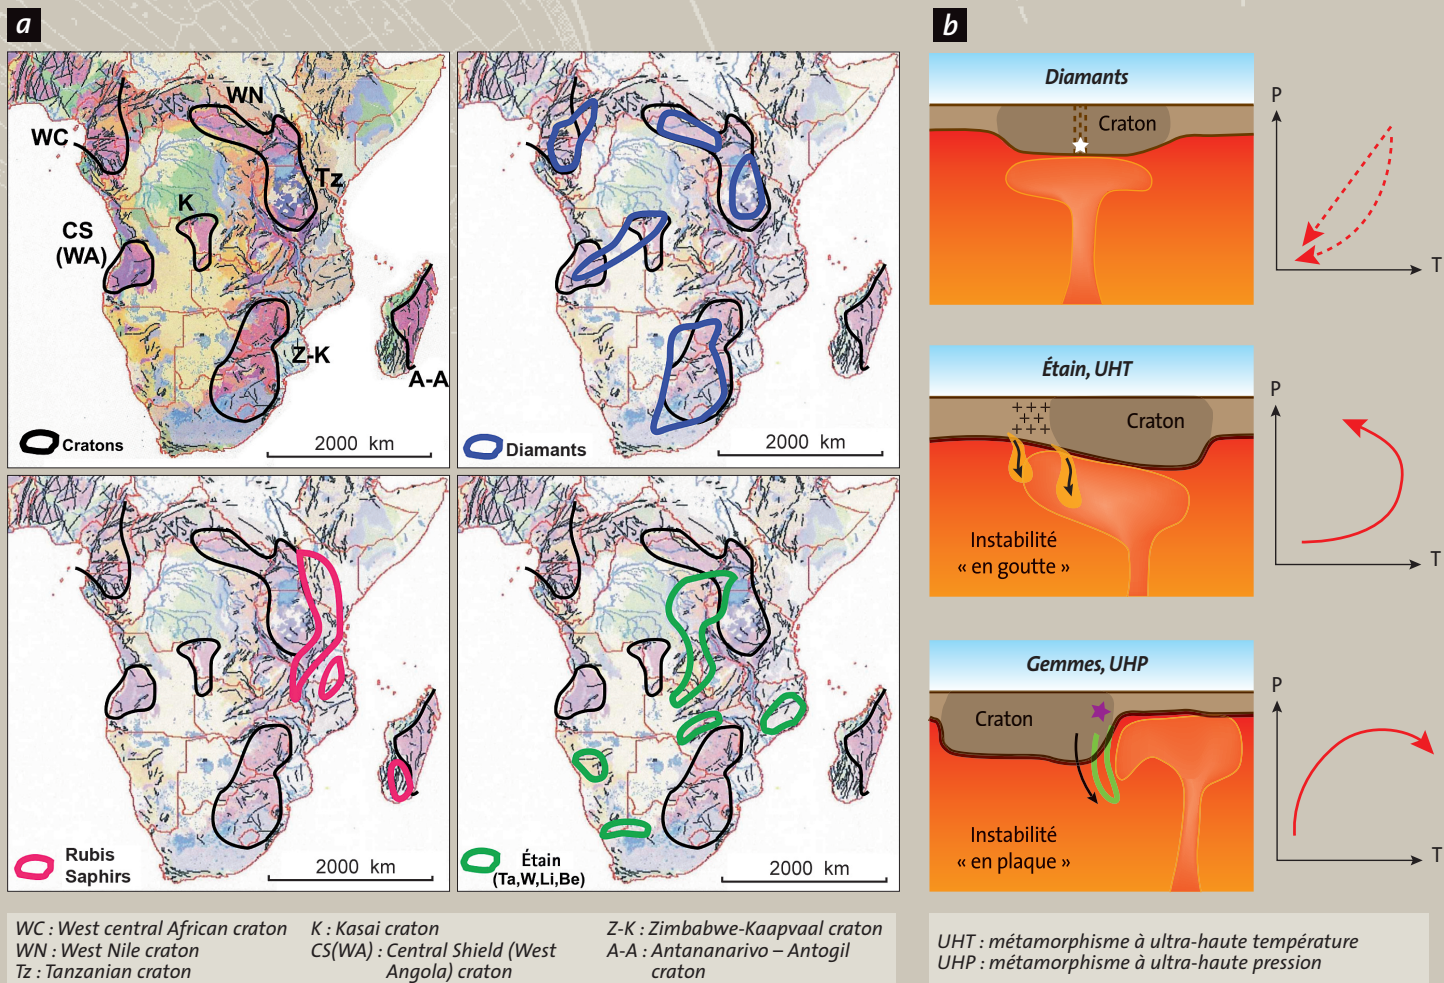 a
WN
WC
Tz
K
CS
(WA)
Z-K
A-A
Cratons
2000 km
Diamants
2000 km
Rubis
Saphirs
2000 km
Étain
(Ta,W,Li,Be)
2000 km
WC : West central African craton
WN : West Nile craton
Tz : Tanzanian craton
K : Kasai craton
CS(WA) : Central Shield (West
Angola) craton
Z-K : Zimbabwe-Kaapvaal craton
A-A : Antananarivo – Antogil
craton
b
Diamants
Craton
P
T
Étain, UHT
Craton
Instabilité
« en goutte »
P
T
Gemmes, UHP
Craton
Instabilité
« en plaque »
P
T
UHT : métamorphisme à ultra-haute température
UHP : métamorphisme à ultra-haute pression